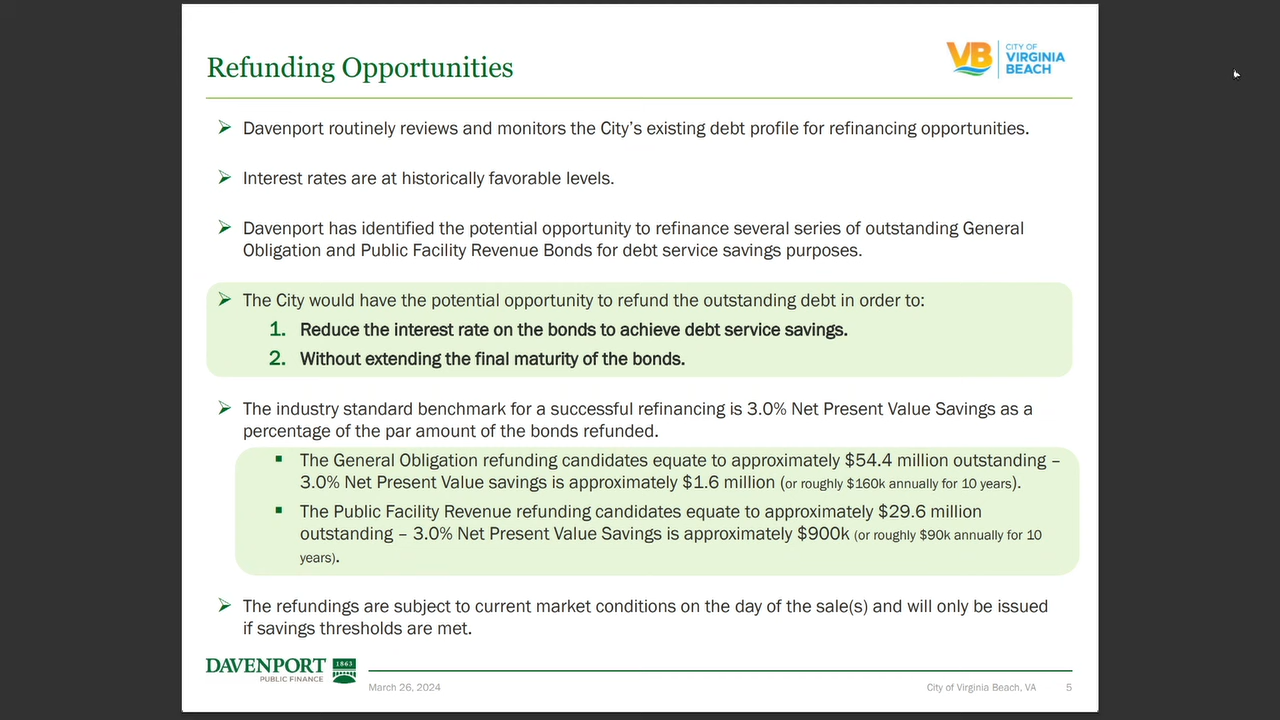 Refunding Opportunities
VB
CITY OF
VIRGINIA
BEACH
Davenport routinely reviews and monitors the City's existing debt profile for refinancing opportunities.
Interest rates are at historically favorable levels.
Davenport has identified the potential opportunity to refinance several series of outstanding General
Obligation and Public Facility Revenue Bonds for debt service savings purposes.
The City would have the potential opportunity to refund the outstanding debt in order to:
1. Reduce the interest rate on the bonds to achieve debt service savings.
2. Without extending the final maturity of the bonds.
The industry standard benchmark for a successful refinancing is 3.0% Net Present Value Savings as a
percentage of the par amount of the bonds refunded.
The General Obligation refunding candidates equate to approximately $54.4 million outstanding –
3.0% Net Present Value savings is approximately $1.6 million (or roughly $160k annually for 10 years).
The Public Facility Revenue refunding candidates equate to approximately $29.6 million
outstanding – 3.0% Net Present Value Savings is approximately $900k (or roughly $90k annually for 10
years).
The refundings are subject to current market conditions on the day of the sale(s) and will only be issued
if savings thresholds are met.
DAVENPORT
PUBLIC FINANCE
1863
March 26, 2024
City of Virginia Beach, VA
5